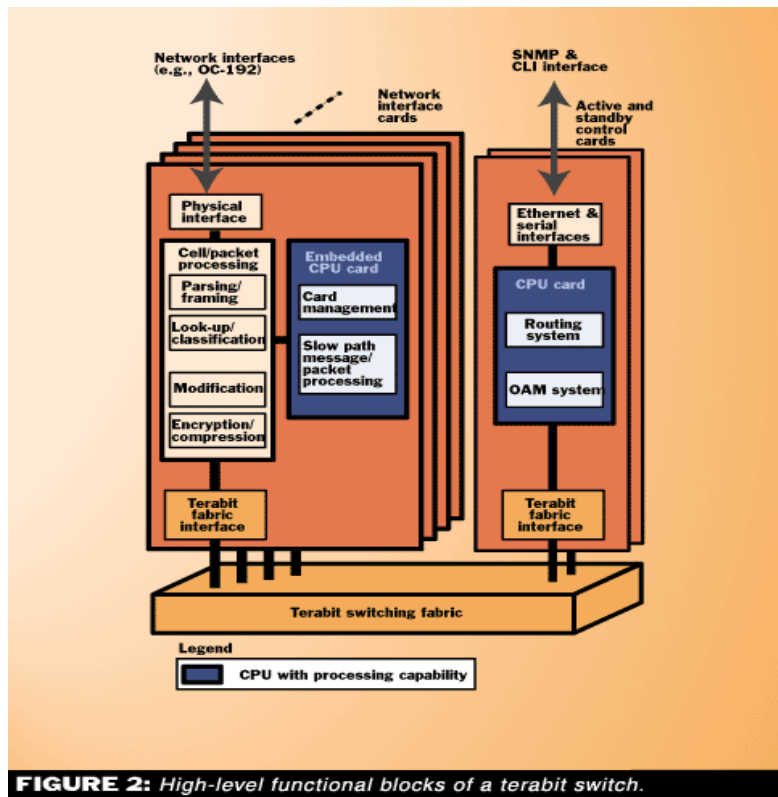 Network interfaces
(e.g., OC-192)
Network
interface
cards
Physical
interface
Cell/packet
processing
Parsing/
framing
Look-up/
classification
Modification
Encryption/
compression
Embedded
CPU card
Card
management
Slow path
message/
packet
processing
Terabit
fabric
interface
SNMP &
CLI interface
Active and
standby
control
cards
Ethernet &
serial
interfaces
CPU card
Routing
system
OAM system
Terabit
fabric
interface
Terabit switching fabric
Legend
CPU with processing capability
FIGURE 2: High-level functional blocks of a terabit switch.